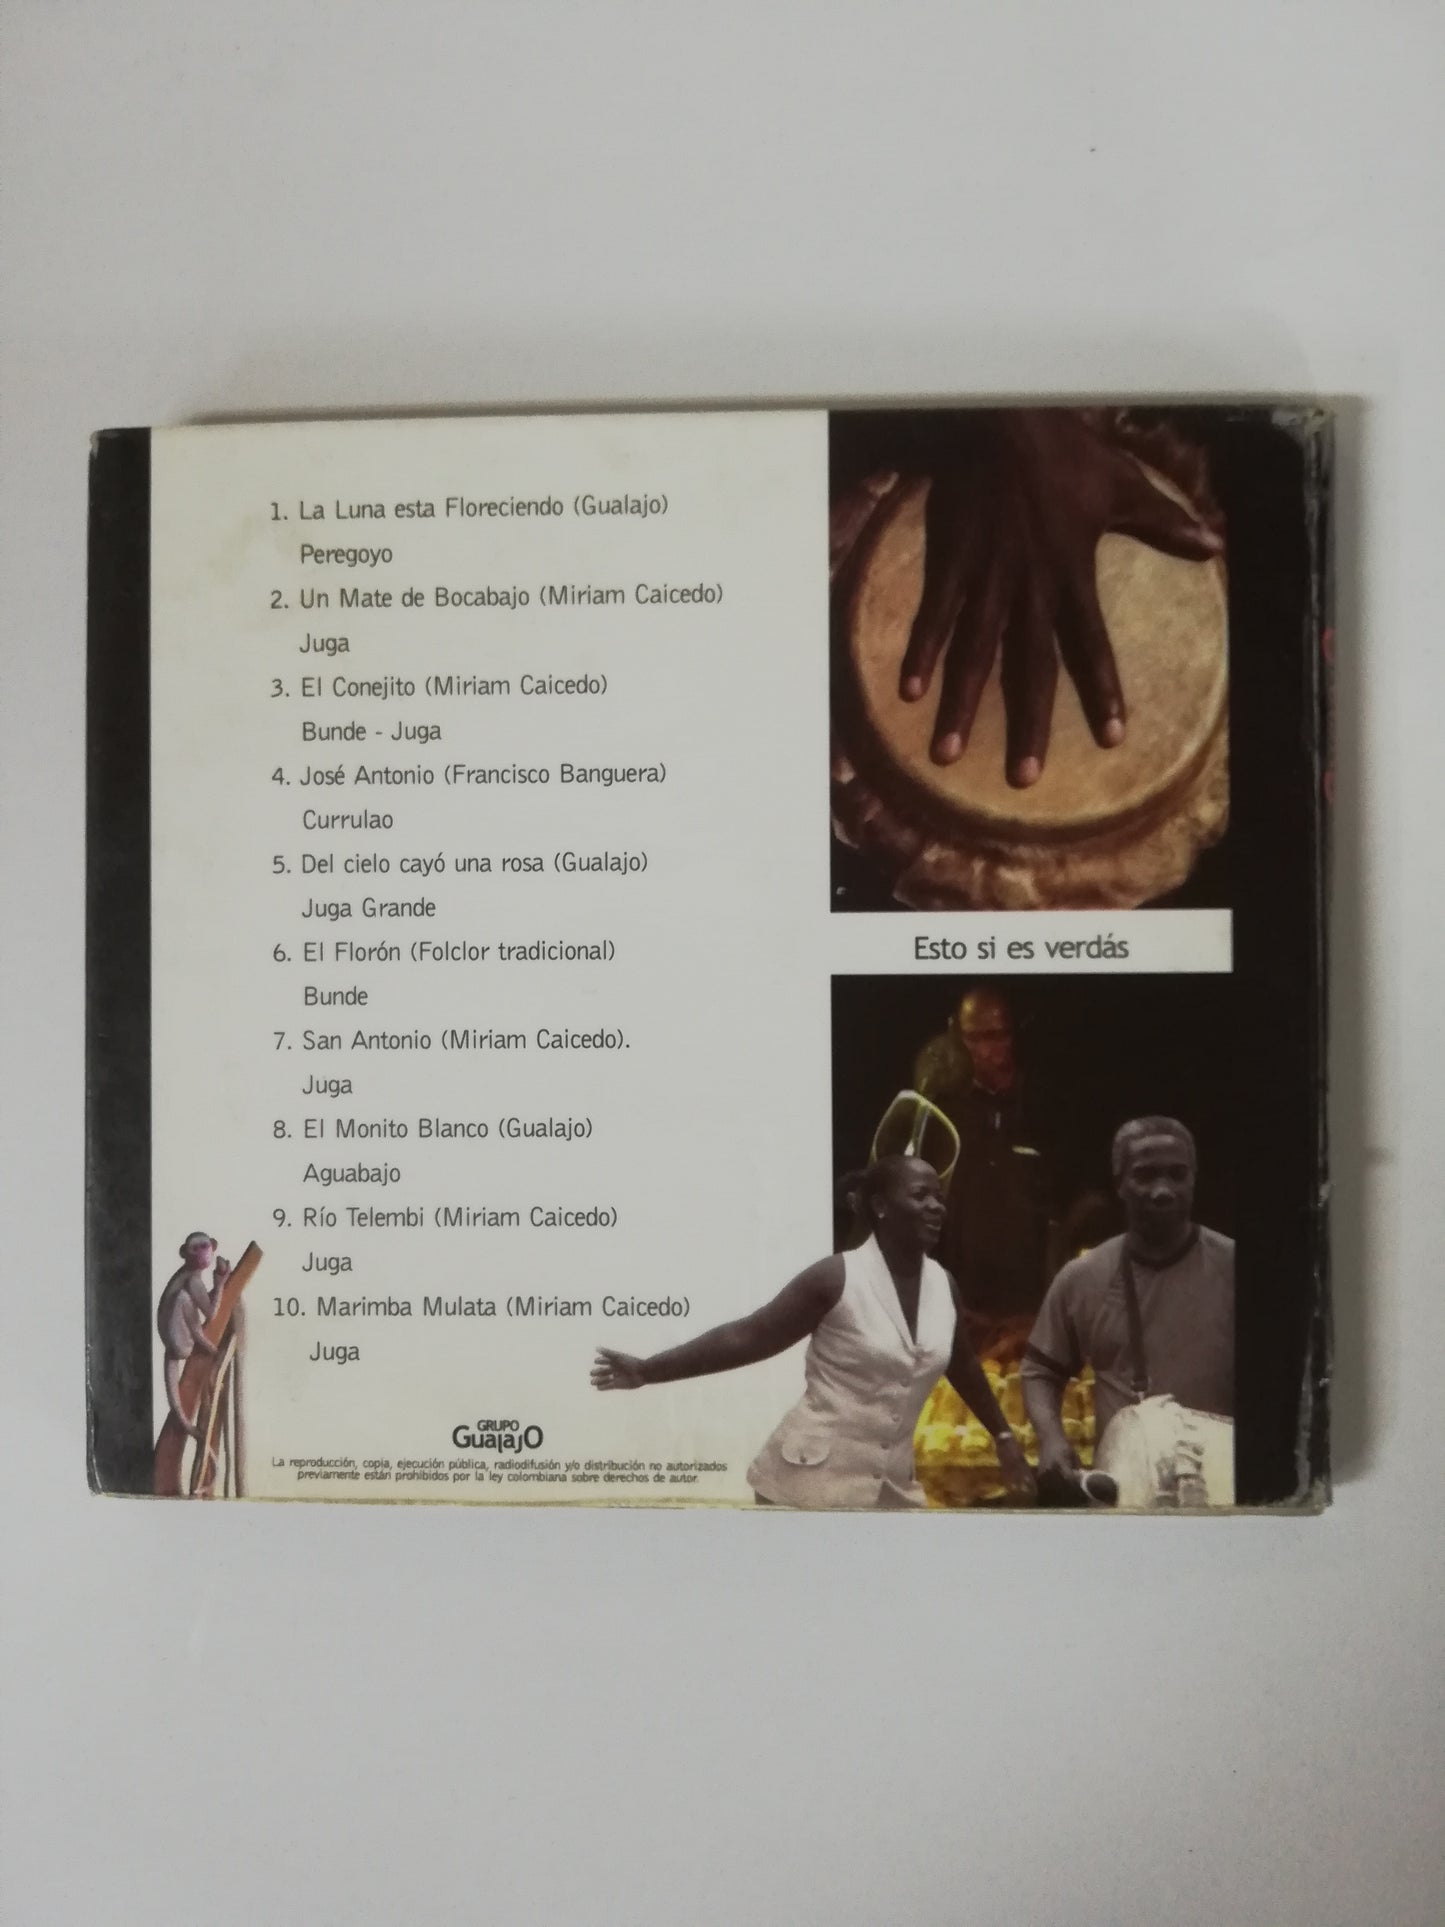 1. La Luna esta Floreciendo (Gualajo)
Peregoyo
2. Un Mate de Bocabajo (Miriam Caicedo)
Juga
3. El Conejito (Miriam Caicedo)
Bunde - Juga
4. José Antonio (Francisco Banguera)
Currulao
5. Del cielo cayó una rosa (Gualajo)
Juga Grande
6. El Florón (Folclor tradicional)
Bunde
7. San Antonio (Miriam Caicedo).
Juga
8. El Monito Blanco (Gualajo)
Aguabajo
9. Río Telembi (Miriam Caicedo)
Juga
10. Marimba Mulata (Miriam Caicedo)
Juga
GRUPO
GualajO
La reproducción, copia, ejecución pública, radiodifusión y/o distribución no autorizados
previamente están prohibidos por la ley colombiana sobre derechos de autor.
Esto si es verdás